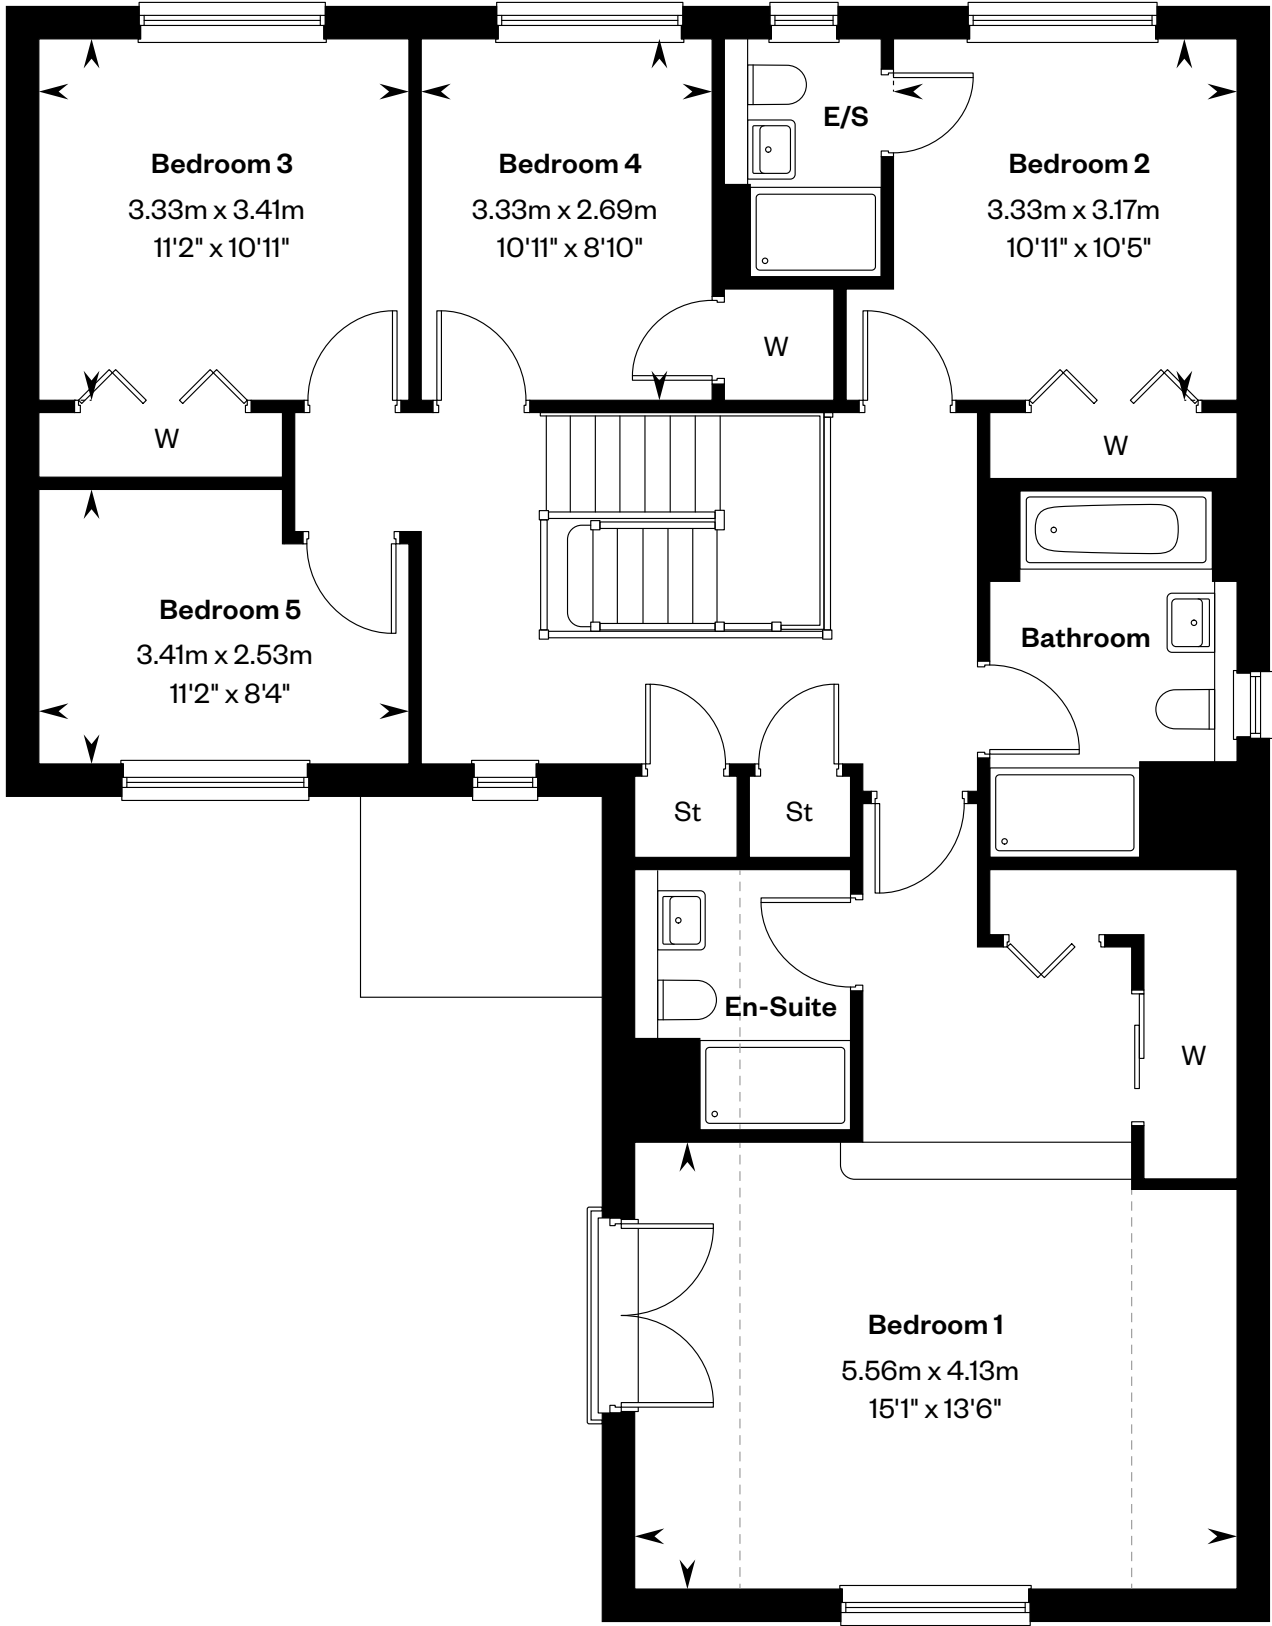 Bedroom 3
3.33m x 3.41m
11'2" x 10'11"
Bedroom 4
3.33m x 2.69m
10'11" x 8'10"
E/S
Bedroom 2
3.33m x 3.17m
10'11" x 10'5"
W
W
W
Bedroom 5
3.41m x 2.53m
11'2" x 8'4"
Bathroom
St
St
En-Suite
W
Bedroom 1
5.56m x 4.13m
15'1" x 13'6"